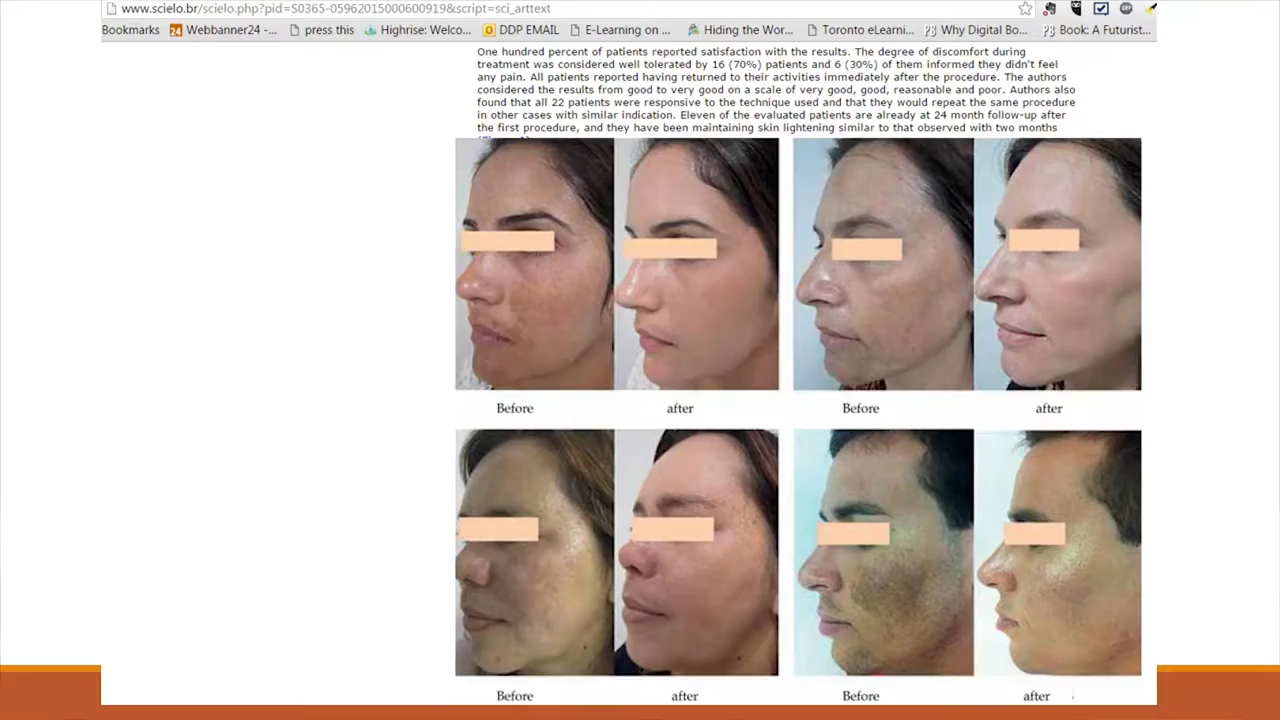 www.scielo.br/scielo.php?pid=S0365-05962015000600919&script=sci_arttext
Bookmarks 24 Webbanner24 -... press this Highrise: Welco... DDP EMAIL E-Learning on ... Hiding the Wor... Toronto eLearni... Why Digital Bo... Book: A Futurist...
One hundred percent of patients reported satisfaction with the results. The degree of discomfort during
treatment was considered well tolerated by 16 (70%) patients and 6 (30%) of them informed they didn't feel
any pain. All patients reported having returned to their activities immediately after the procedure. The authors
considered the results from good to very good on a scale of very good, good, reasonable and poor. Authors also
found that all 22 patients were responsive to the technique used and that they would repeat the same procedure
in other cases with similar indication. Eleven of the evaluated patients are already at 24 month follow-up after
the first procedure, and they have been maintaining skin lightening similar to that observed with two months
Before after Before after
Before after Before after